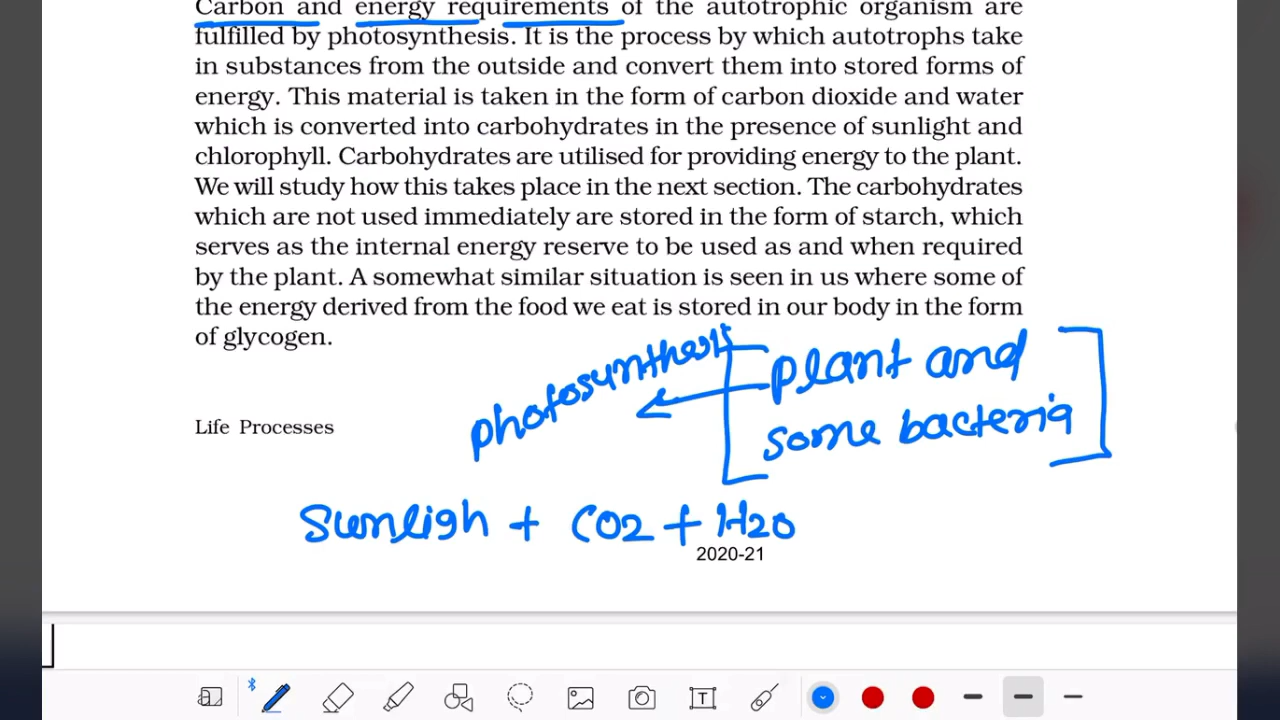 Carbon and energy requirements of the autotrophic organism are
fulfilled by photosynthesis. It is the process by which autotrophs take
in substances from the outside and convert them into stored forms of
energy. This material is taken in the form of carbon dioxide and water
which is converted into carbohydrates in the presence of sunlight and
chlorophyll. Carbohydrates are utilised for providing energy to the plant.
We will study how this takes place in the next section. The carbohydrates
which are not used immediately are stored in the form of starch, which
serves as the internal energy reserve to be used as and when required
by the plant. A somewhat similar situation is seen in us where some of
the energy derived from the food we eat is stored in our body in the form
of glycogen.
plant and
some bacteria
Life Processes
Sunligh + CO2 + H2O
2020-21
T